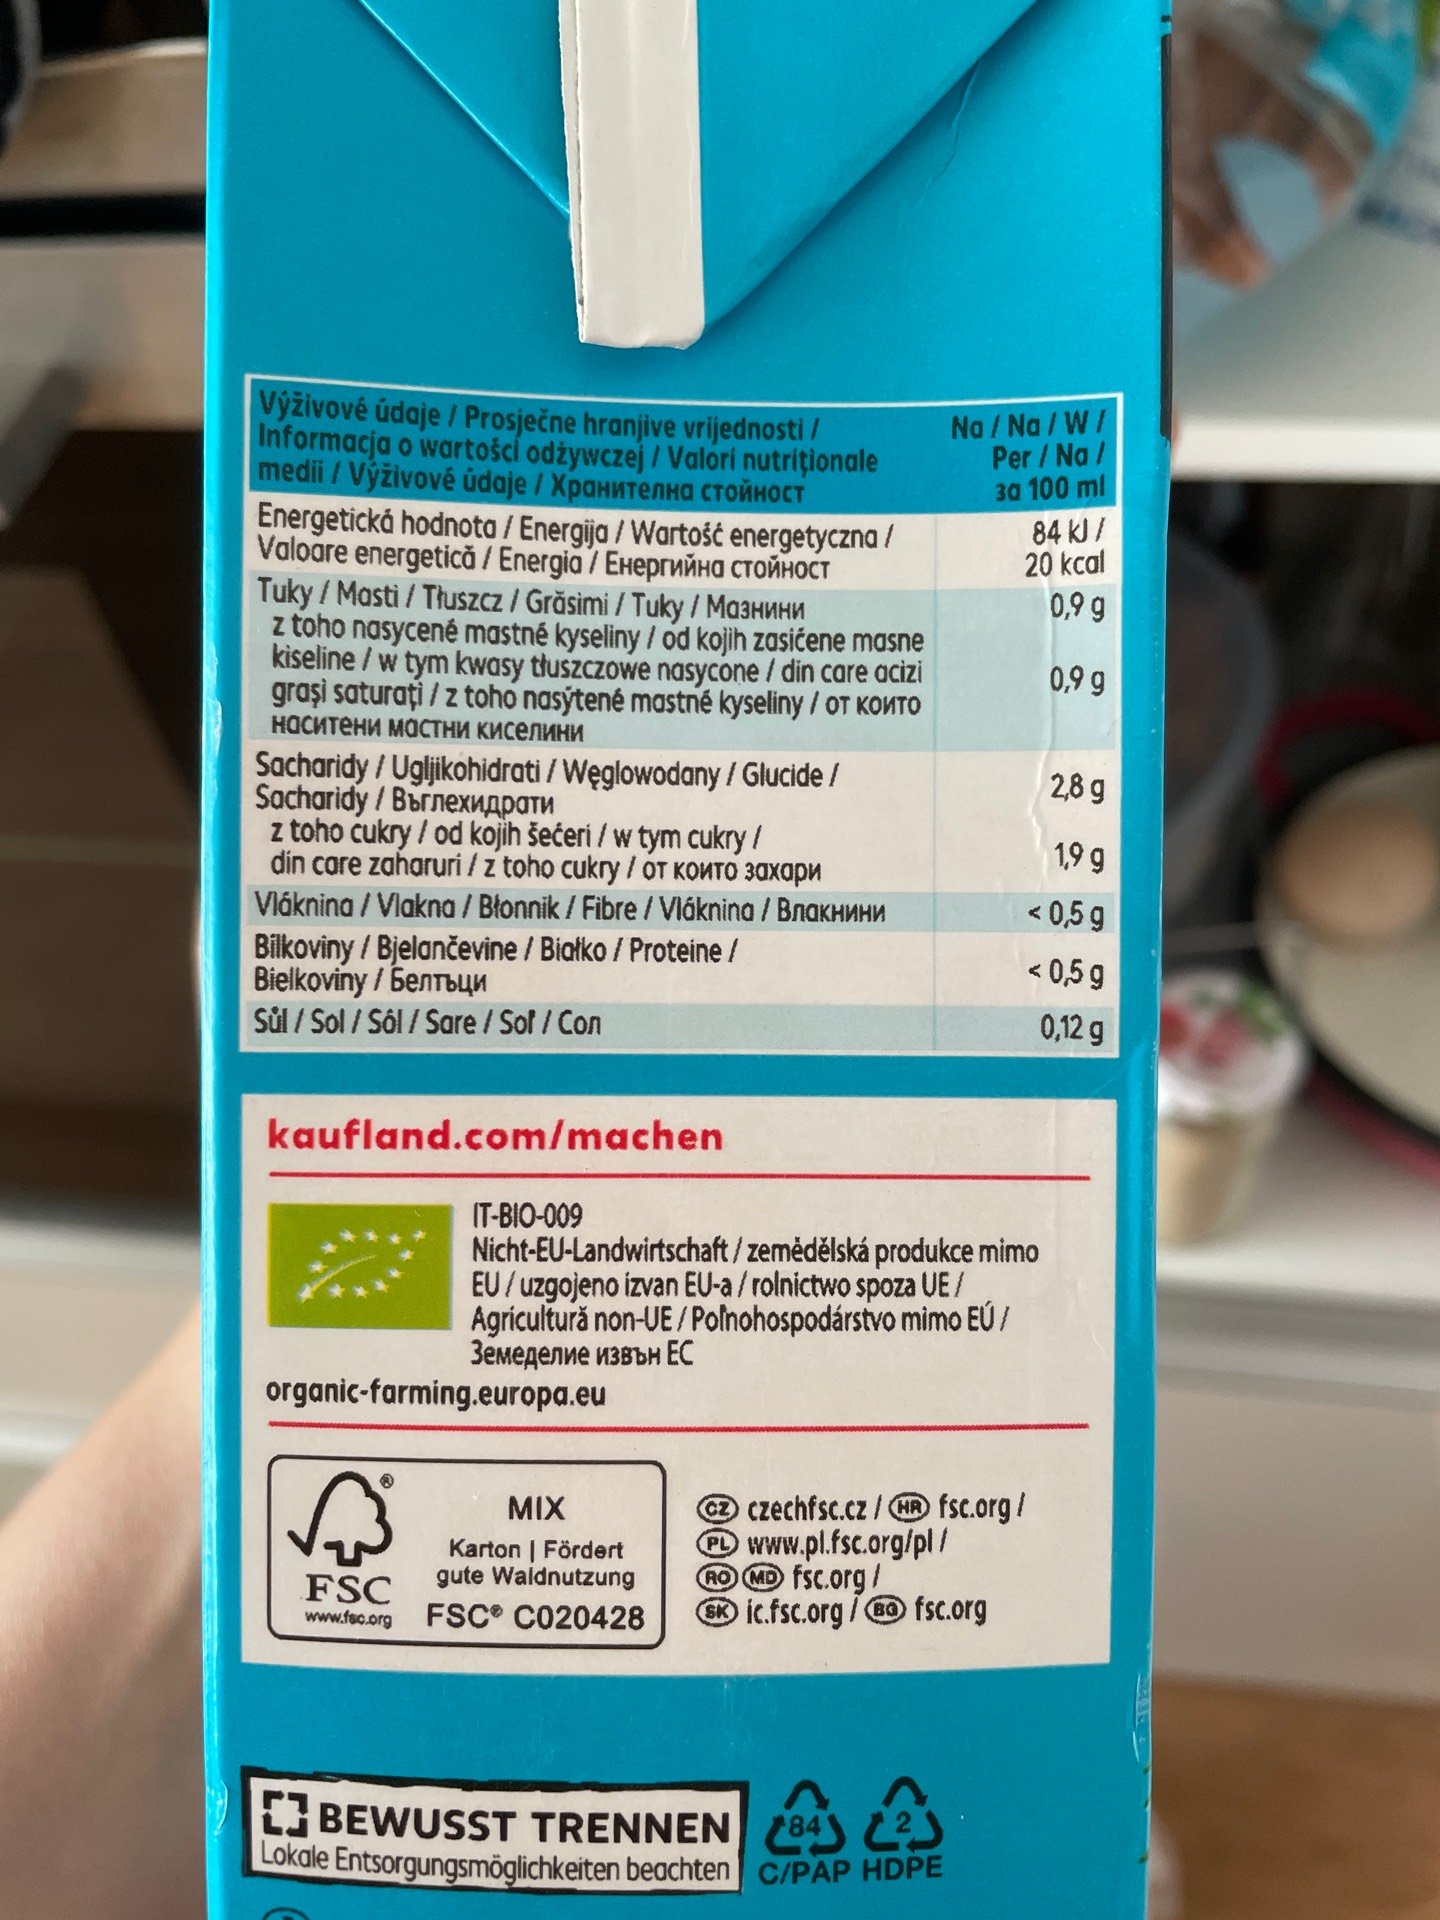 Výživové údaje / Prosječne hranjive vrijednosti /
Informacja o wartości odżywczej / Valori nutriționale
medii / Výživové údaje / Хранителна стойност
Na / Na / W /
Per / Na /
за 100 ml
Energetická hodnota / Energija / Wartość energetyczna /
Valoare energetică / Energia / Енергийна стойност
84 kJ /
20 kcal
Tuky / Masti / Tłuszcz / Grăsimi / Tuky / Мазнини
0,9 g
z toho nasycené mastné kyseliny / od kojih zasićene masne
kiseline / w tym kwasy tłuszczowe nasycone / din care acizi
grași saturați / z toho nasýtené mastné kyseliny / от които
наситени мастни киселини
0,9 g
Sacharidy / Ugljikohidrati / Węglowodany / Glucide /
Sacharidy / Въглехидрати
2,8 g
z toho cukry / od kojih šećeri / w tym cukry /
din care zaharuri / z toho cukry / от които захари
1,9 g
Vláknina / Vlakna / Błonnik / Fibre / Vláknina / Влакнини
< 0,5 g
Bílkoviny / Bjelančevine / Białko / Proteine /
Bielkoviny / Белтъци
< 0,5 g
Sůl / Sol / Sól / Sare / Soľ / Сол
0,12 g
kaufland.com/machen
IT-BIO-009
Nicht-EU-Landwirtschaft / zemědělská produkce mimo
EU / uzgojeno izvan EU-a / rolnictwo spoza UE /
Agricultură non-UE / Poľnohospodárstvo mimo EÚ /
Земеделие извън ЕС
organic-farming.europa.eu
®
FSC
www.fsc.org
MIX
Karton | Fördert
gute Waldnutzung
FSC® C020428
CZ czechfsc.cz / HR fsc.org /
PL www.pl.fsc.org/pl /
RO MD fsc.org /
SK ic.fsc.org / BG fsc.org
BEWUSST TRENNEN
Lokale Entsorgungsmöglichkeiten beachten
84 2
C/PAP HDPE